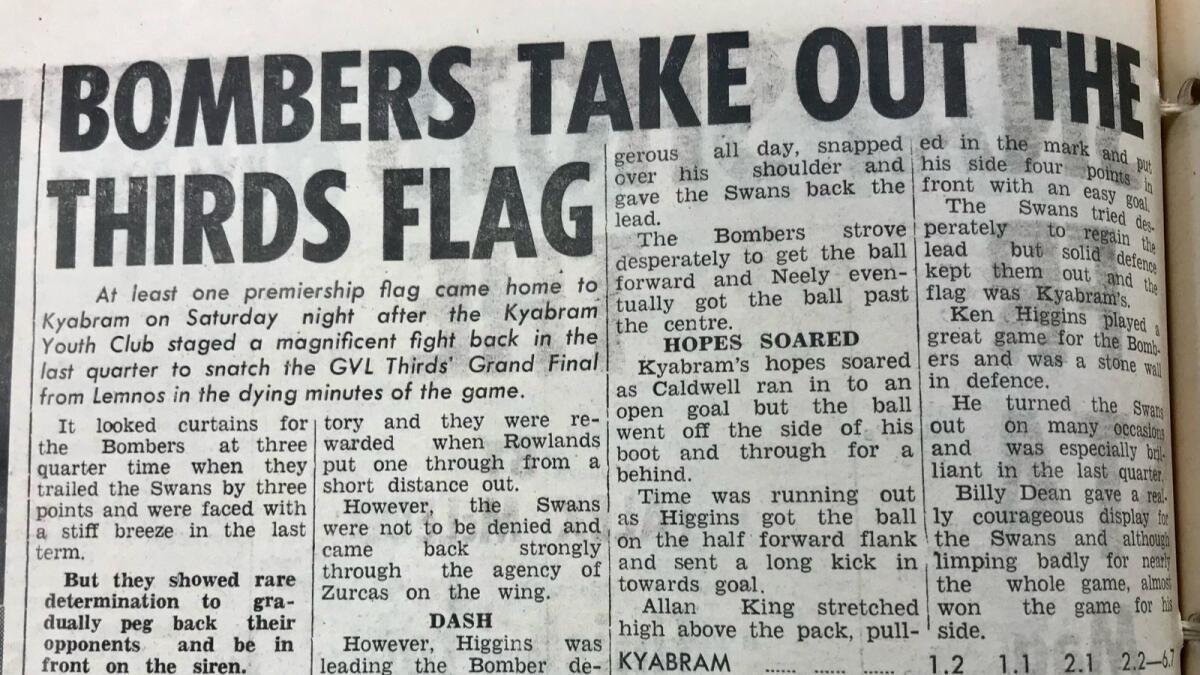 BOMBERS TAKE OUT THE
THIRDS FLAG
At least one premiership flag came home to
Kyabram on Saturday night after the Kyabram
Youth Club staged a magnificent fight back in the
last quarter to snatch the GVL Thirds' Grand Final
from Lemnos in the dying minutes of the game.
It looked curtains for
the Bombers at three
quarter time when they
trailed the Swans by three
points and were faced with
a stiff breeze in the last
term.
But they showed rare
determination to gra-
dually peg back their
opponents and be in
front on the siren.
tory and they were re-
warded when Rowlands
put one through from a
short distance out.
However, the Swans
were not to be denied and
came back strongly
through the agency of
Zurcas on the wing.
DASH
However, Higgins was
leading the Bomber de-
gerous all day, snapped
over his shoulder and
gave the Swans back the
lead.
The Bombers strove
desperately to get the ball
forward and Neely even-
tually got the ball past
the centre.
HOPES SOARED
Kyabram's hopes soared
as Caldwell ran in to an
open goal but the ball
went off the side of his
boot and through for a
behind.
Time was running out
as Higgins got the ball
on the half forward flank
and sent a long kick in
towards goal.
Allan King stretched
high above the pack, pull-
ed in the mark and put
his side four points in
front with an easy goal.
The Swans tried des-
perately to regain the
lead but solid defence
kept them out and the
flag was Kyabram's.
Ken Higgins played a
great game for the Bomb-
ers and was a stone wall
in defence.
He turned the Swans
out on many occasions
and was especially bril-
liant in the last quarter.
Billy Dean gave a real-
ly courageous display for
the Swans and although
limping badly for nearly
the whole game, almost
won the game for his
side.
KYABRAM ...... ...... ...... 1.2 1.1 2.1 2.2—6.7